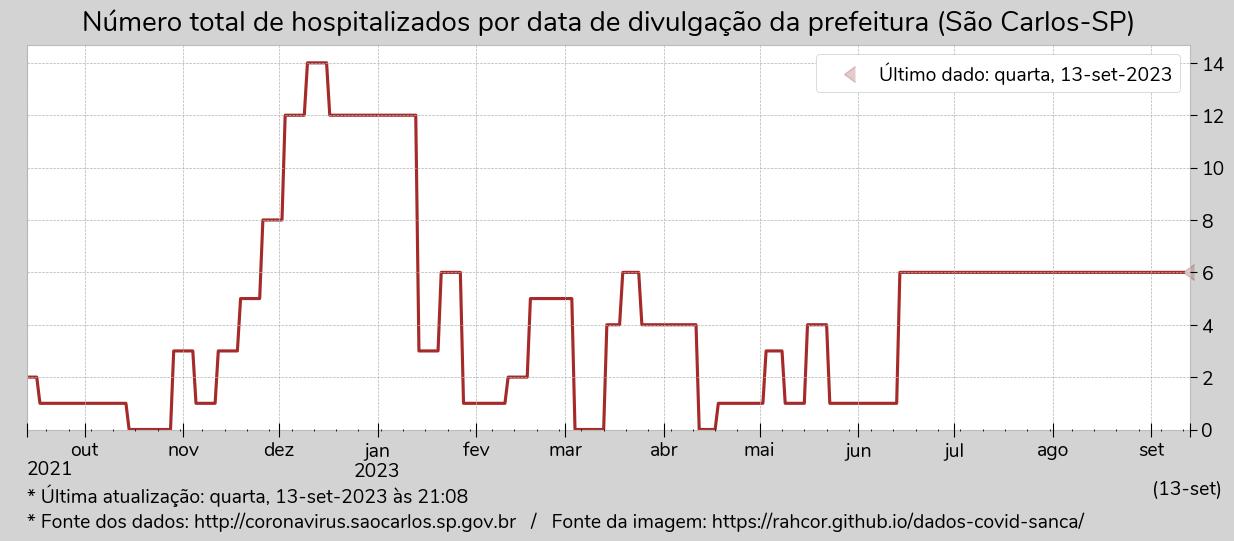 Número total de hospitalizados por data de divulgação da prefeitura (São Carlos-SP)
Último dado: quarta, 13-set-2023
14
12
10
8
6
4
2
0
out nov dez jan fev mar abr mai jun jul ago set
2021 2023
(13-set)
* Última atualização: quarta, 13-set-2023 às 21:08
* Fonte dos dados: http://coronavirus.saocarlos.sp.gov.br / Fonte da imagem: https://rahcor.github.io/dados-covid-sanca/